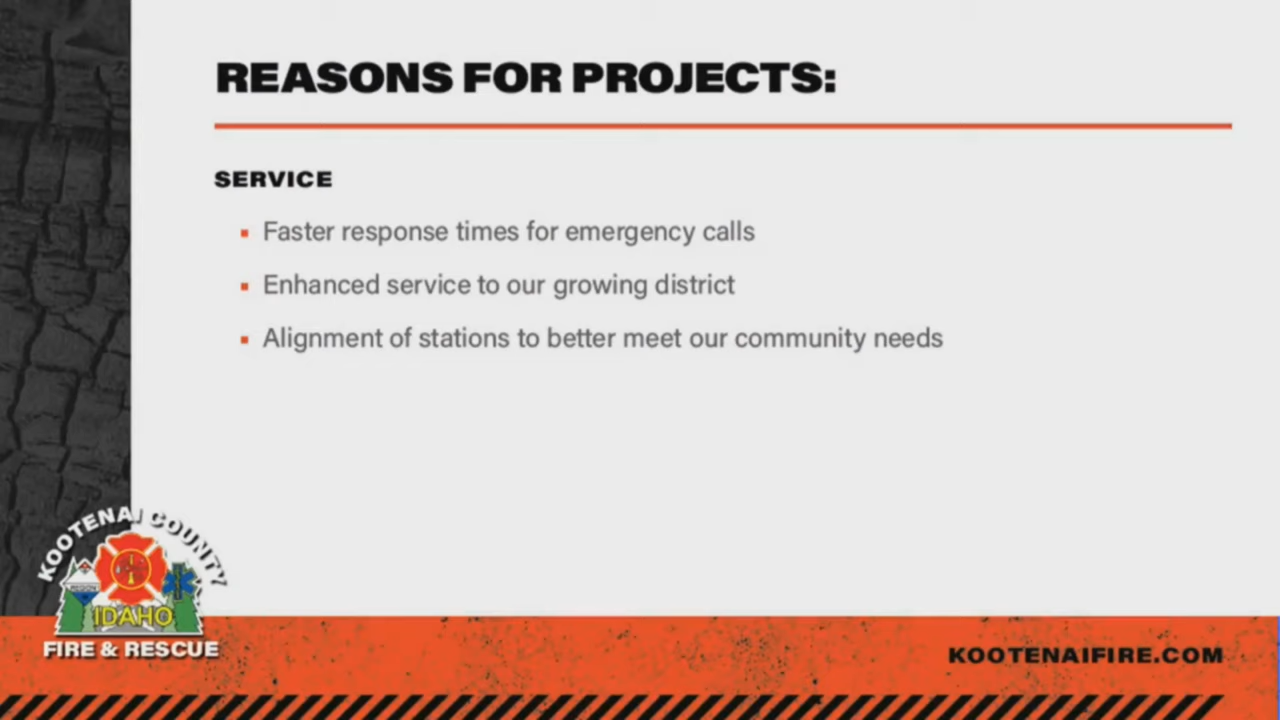 REASONS FOR PROJECTS:
SERVICE
Faster response times for emergency calls
Enhanced service to our growing district
Alignment of stations to better meet our community needs
KOOTENAI COUNTY
IDAHO
FIRE & RESCUE
KOOTENAIFIRE.COM